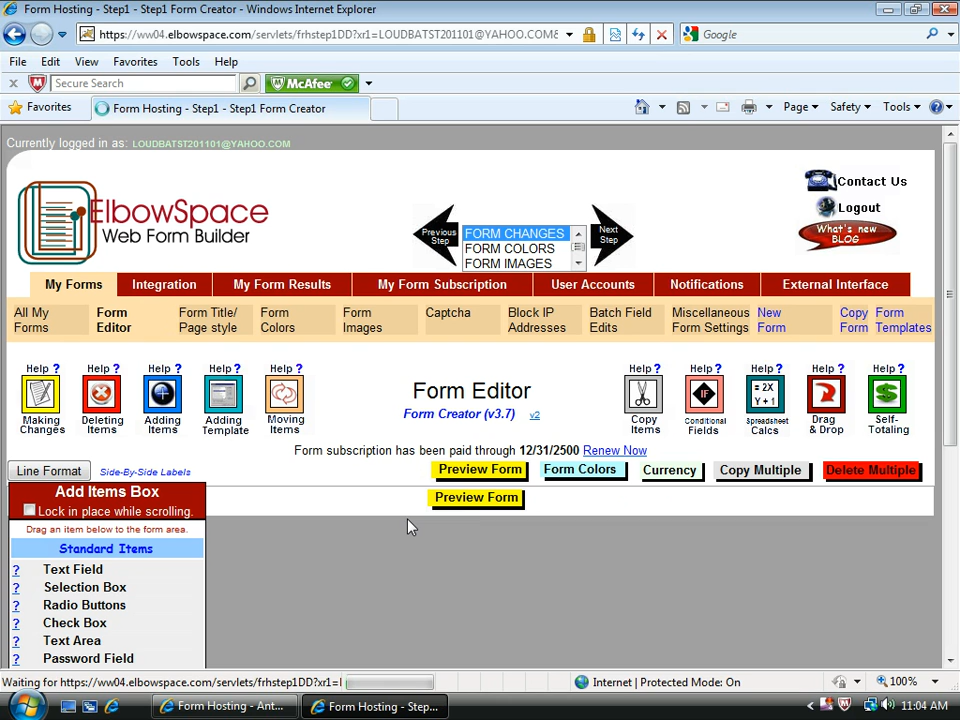 Form Hosting - Step1 - Step1 Form Creator - Windows Internet Explorer
https://ww04.elbowspace.com/servlets/frhstep1DD?xr1=LOUDBATST201101@YAHOO.COM&
Google
File Edit View Favorites Tools Help
Secure Search
McAfee
Favorites
Form Hosting - Step1 - Step1 Form Creator
Page Safety Tools
Currently logged in as: LOUDBATST201101@YAHOO.COM
ElbowSpace
Web Form Builder
Previous Step
FORM CHANGES
FORM COLORS
FORM IMAGES
Next Step
Contact Us
Logout
What's new BLOG
My Forms Integration My Form Results My Form Subscription User Accounts Notifications External Interface
All My Forms
Form Editor
Form Title/ Page style
Form Colors
Form Images
Captcha
Block IP Addresses
Batch Field Edits
Miscellaneous Form Settings
New Form
Copy Form
Form Templates
Help ? Help ? Help ? Help ? Help ? Help ? Help ? Help ? Help ? Help ?
Making Changes
Deleting Items
Adding Items
Adding Template
Moving Items
Form Editor
Form Creator (v3.7) v2
Copy Items
IF
Conditional Fields
= 2X
Y + 1
Spreadsheet Calcs
Drag & Drop
$
Self-Totaling
Form subscription has been paid through 12/31/2500 Renew Now
Line Format Side-By-Side Labels Preview Form Form Colors Currency Copy Multiple Delete Multiple
Add Items Box
Preview Form
Lock in place while scrolling.
Drag an item below to the form area.
Standard Items
? Text Field
? Selection Box
? Radio Buttons
? Check Box
? Text Area
? Password Field
Waiting for https://ww04.elbowspace.com/servlets/frhstep1DD?xr1=l
Internet | Protected Mode: On
100%
Form Hosting - Ant...
Form Hosting - Step...
11:04 AM